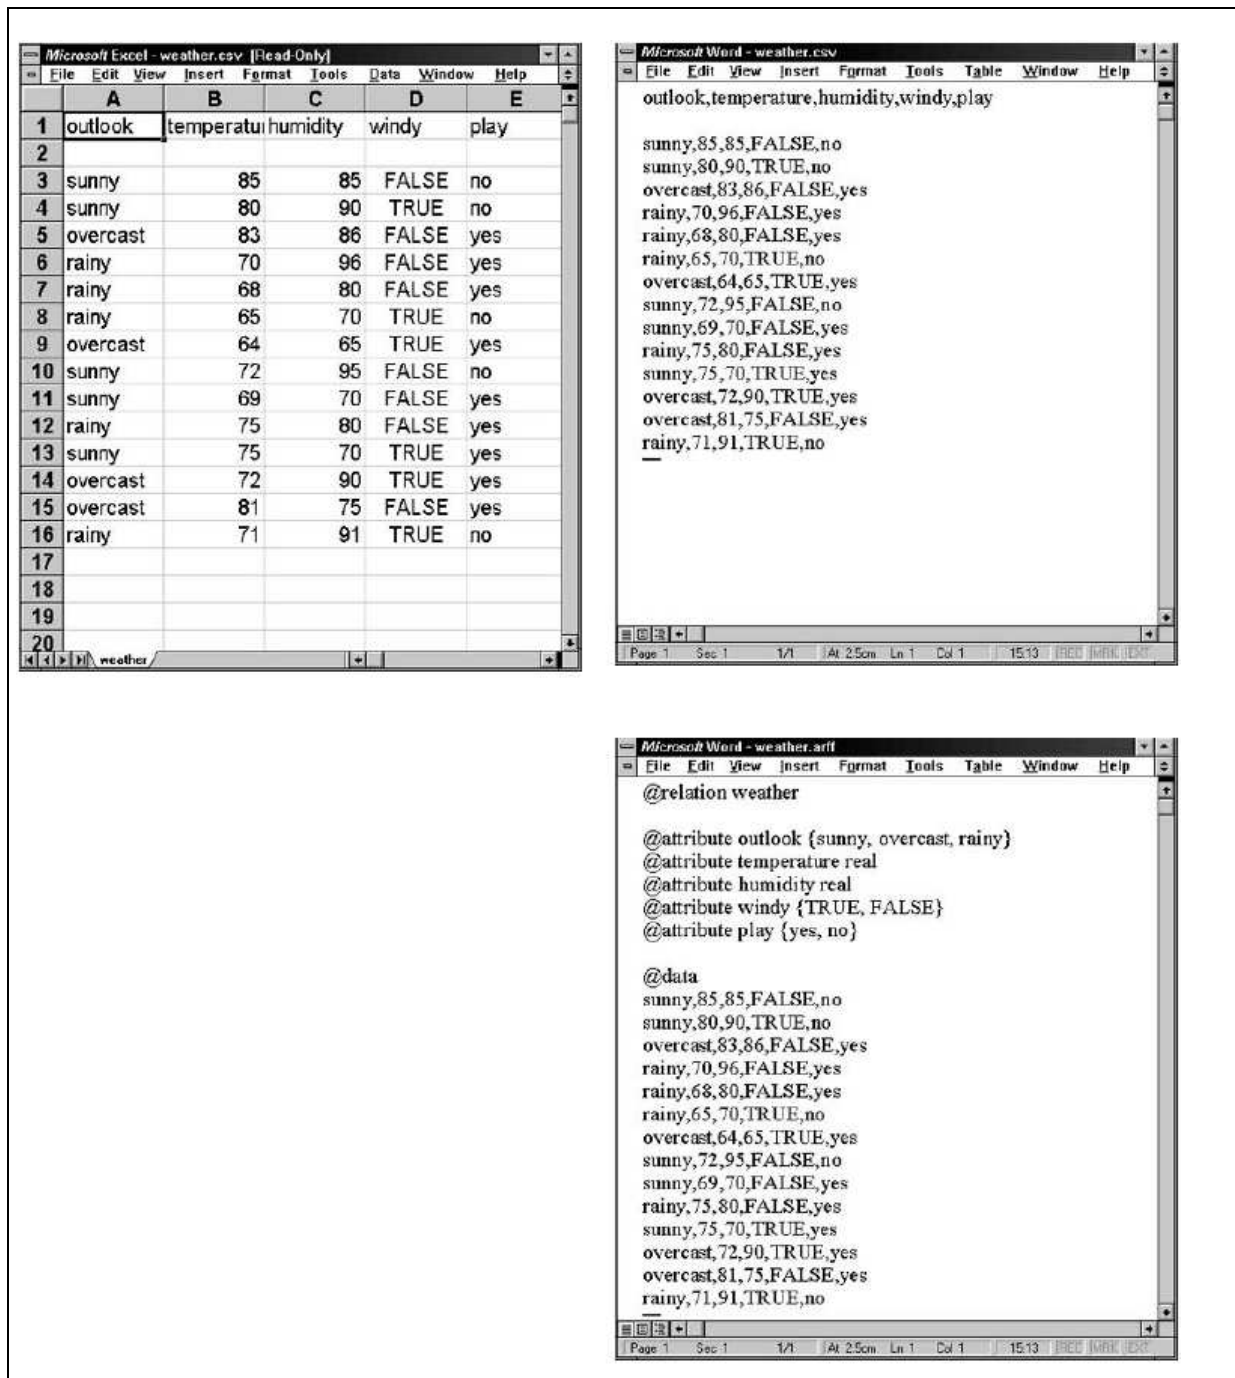 Microsoft Excel - weather.csv [Read-Only]
File Edit View Insert Format Tools Data Window Help
A B C D E
1 outlook temperatur humidity windy play
2
3 sunny 85 85 FALSE no
4 sunny 80 90 TRUE no
5 overcast 83 86 FALSE yes
6 rainy 70 96 FALSE yes
7 rainy 68 80 FALSE yes
8 rainy 65 70 TRUE no
9 overcast 64 65 TRUE yes
10 sunny 72 95 FALSE no
11 sunny 69 70 FALSE yes
12 rainy 75 80 FALSE yes
13 sunny 75 70 TRUE yes
14 overcast 72 90 TRUE yes
15 overcast 81 75 FALSE yes
16 rainy 71 91 TRUE no
17
18
19
20
weather
Microsoft Word - weather.csv
File Edit View Insert Format Tools Table Window Help
outlook,temperature,humidity,windy,play
sunny,85,85,FALSE,no
sunny,80,90,TRUE,no
overcast,83,86,FALSE,yes
rainy,70,96,FALSE,yes
rainy,68,80,FALSE,yes
rainy,65,70,TRUE,no
overcast,64,65,TRUE,yes
sunny,72,95,FALSE,no
sunny,69,70,FALSE,yes
rainy,75,80,FALSE,yes
sunny,75,70,TRUE,yes
overcast,72,90,TRUE,yes
overcast,81,75,FALSE,yes
rainy,71,91,TRUE,no
Page 1 Sec 1 1/1 At 2.5cm Ln 1 Col 1 15:13 REC MRK EXT
Microsoft Word - weather.arff
File Edit View Insert Format Tools Table Window Help
@relation weather
@attribute outlook {sunny, overcast, rainy}
@attribute temperature real
@attribute humidity real
@attribute windy {TRUE, FALSE}
@attribute play {yes, no}
@data
sunny,85,85,FALSE,no
sunny,80,90,TRUE,no
overcast,83,86,FALSE,yes
rainy,70,96,FALSE,yes
rainy,68,80,FALSE,yes
rainy,65,70,TRUE,no
overcast,64,65,TRUE,yes
sunny,72,95,FALSE,no
sunny,69,70,FALSE,yes
rainy,75,80,FALSE,yes
sunny,75,70,TRUE,yes
overcast,72,90,TRUE,yes
overcast,81,75,FALSE,yes
rainy,71,91,TRUE,no
Page 1 Sec 1 1/1 At 2.5cm Ln 1 Col 1 15:13 REC MRK EXT